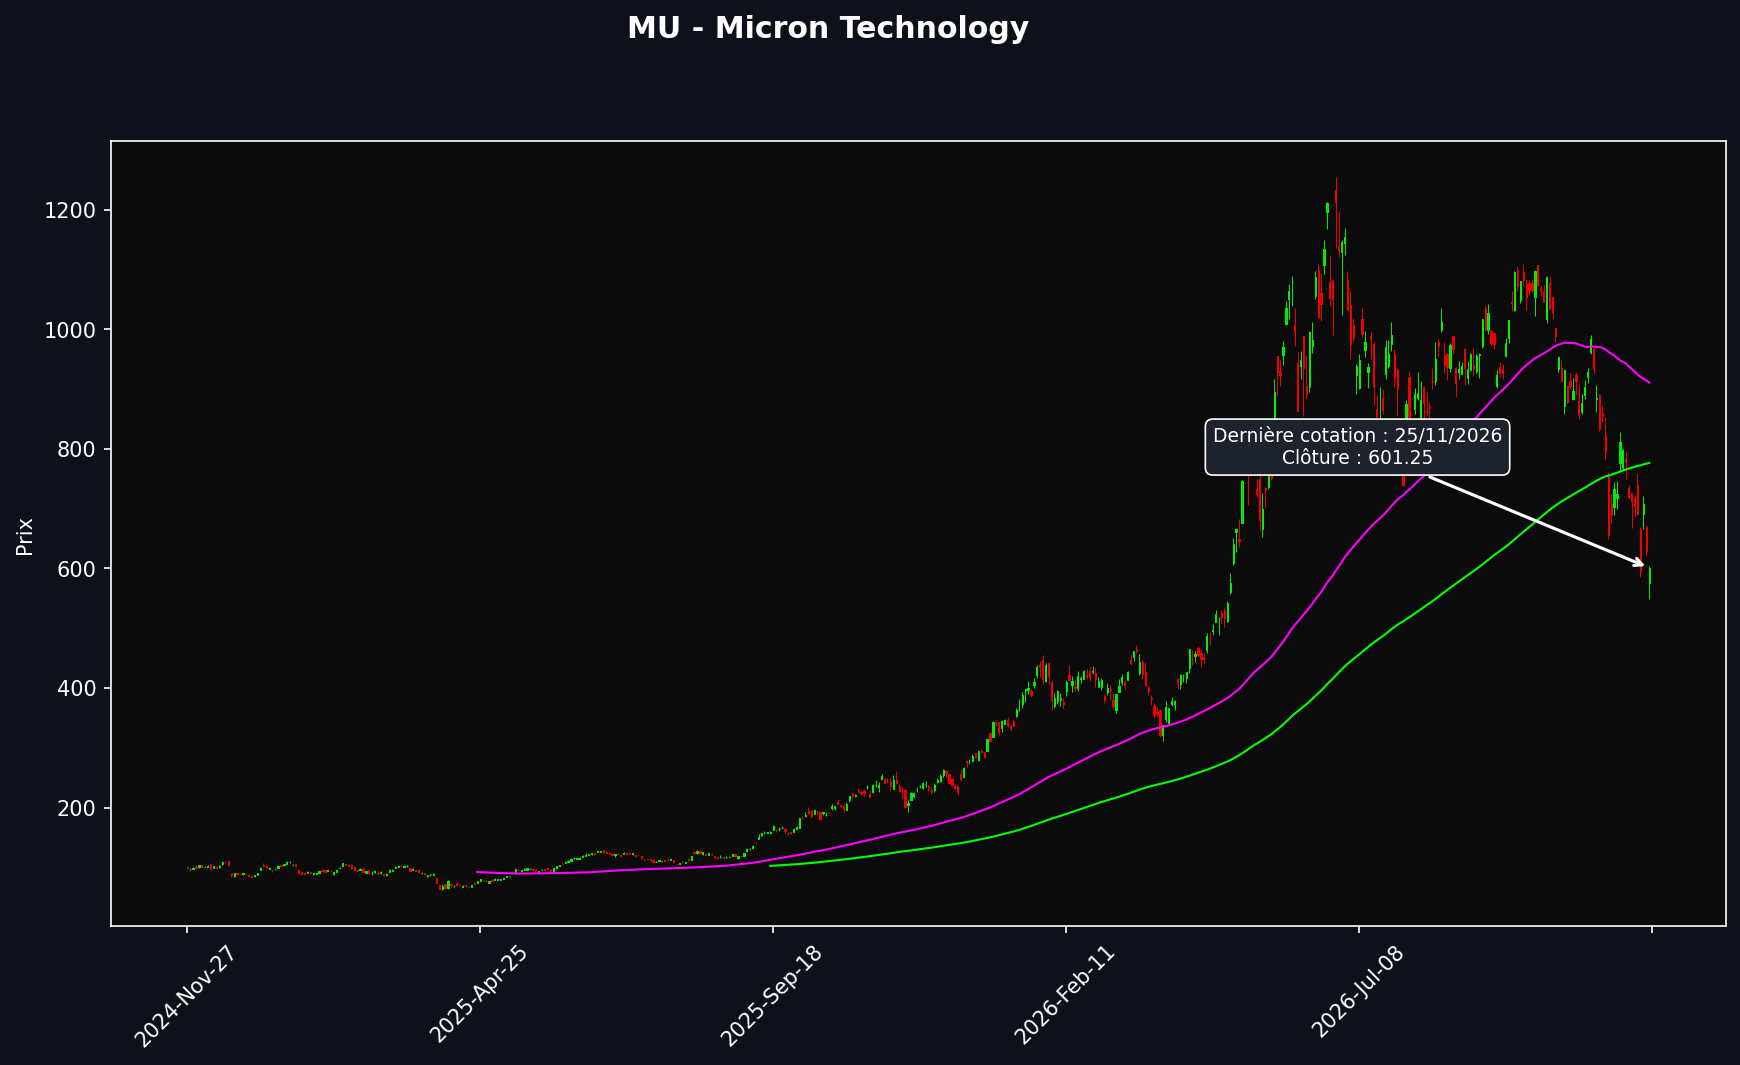 MU - Micron Technology
Prix
1200
1000
800
600
400
200
Dernière cotation : 25/11/2026
Clôture : 601.25
2024-Nov-27
2025-Apr-25
2025-Sep-18
2026-Feb-11
2026-Jul-08